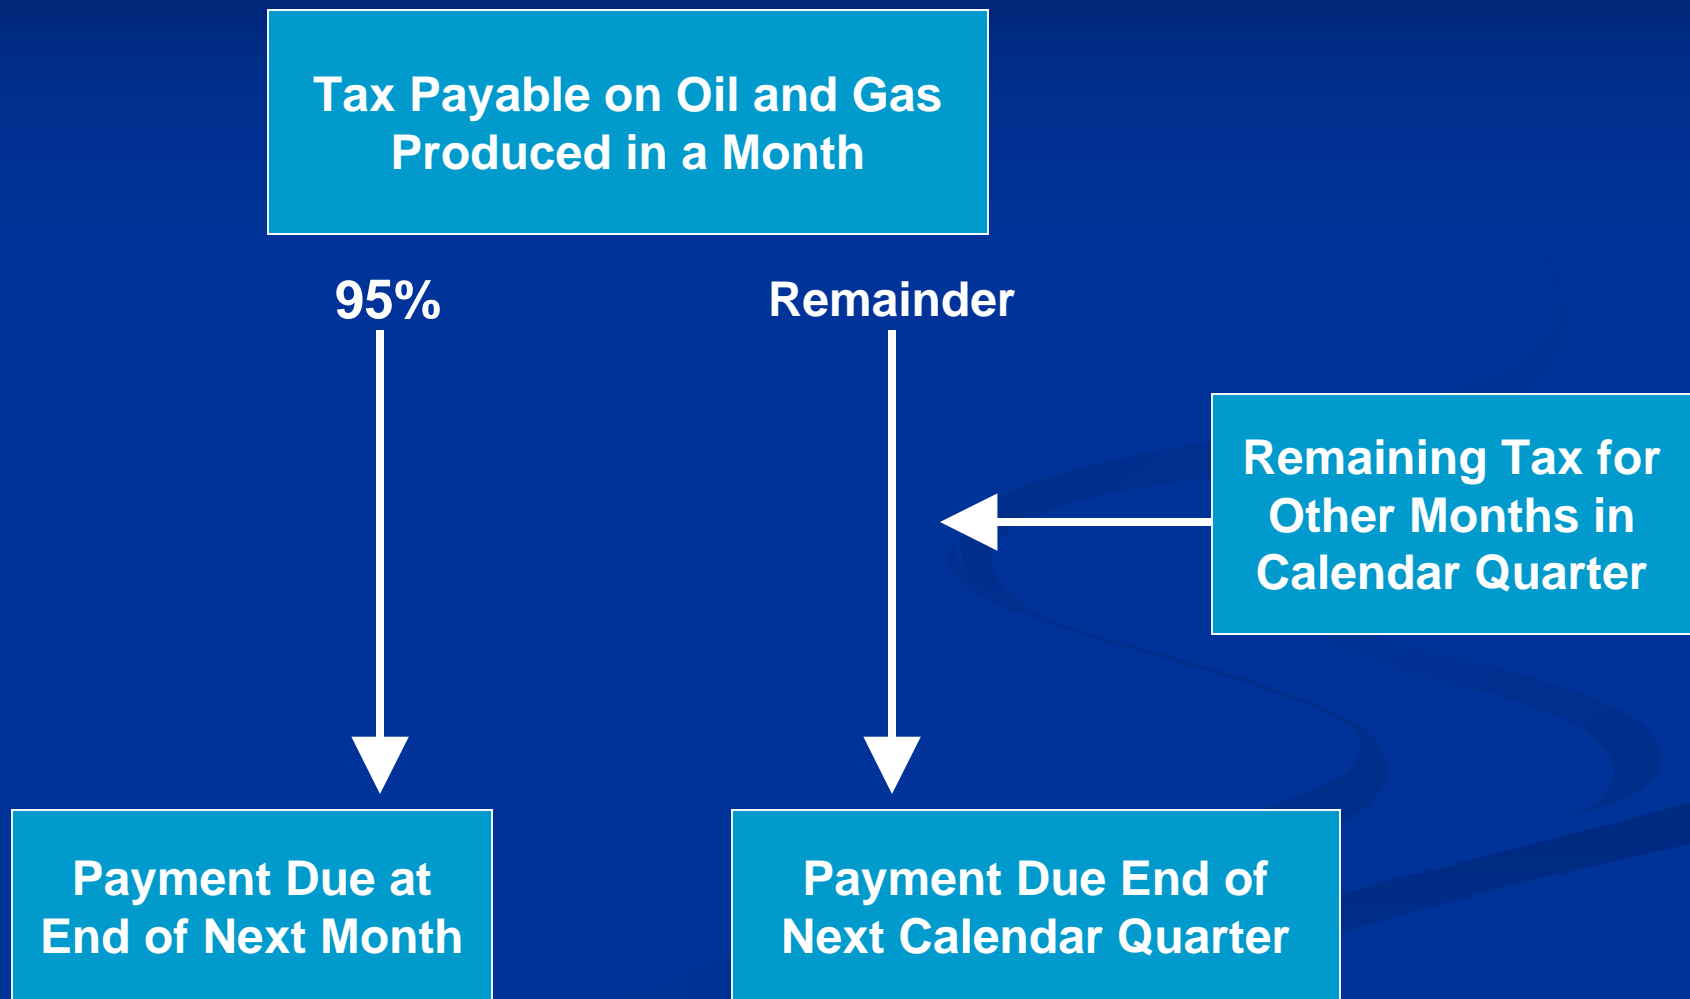 Tax Payable on Oil and Gas
Produced in a Month
95%
Remainder
Remaining Tax for
Other Months in
Calendar Quarter
Payment Due at
End of Next Month
Payment Due End of
Next Calendar Quarter